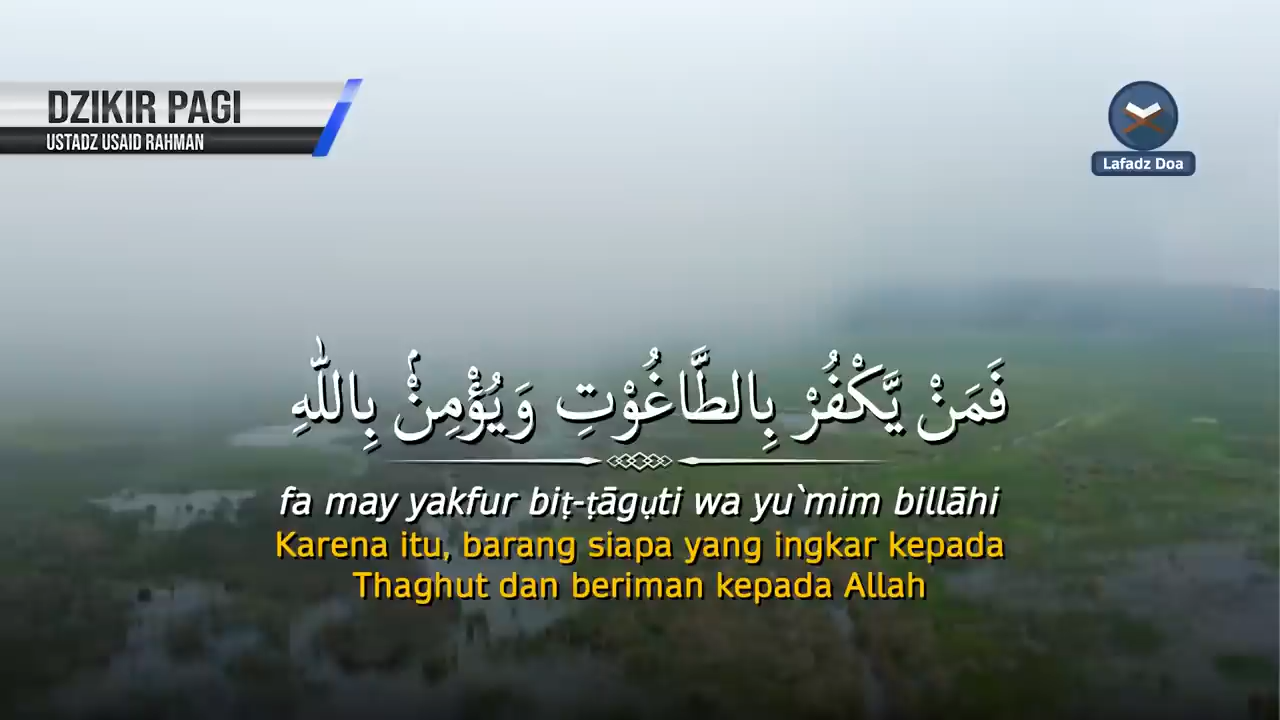 DZIKIR PAGI
USTADZ USAID RAHMAN
Lafadz Doa
فَمَنْ يَّكْفُرْ بِالطَّاغُوْتِ وَيُؤْمِنْۢ بِاللّٰهِ
fa may yakfur biṭ-ṭāgụti wa yu`mim billāhi
Karena itu, barang siapa yang ingkar kepada
Thaghut dan beriman kepada Allah